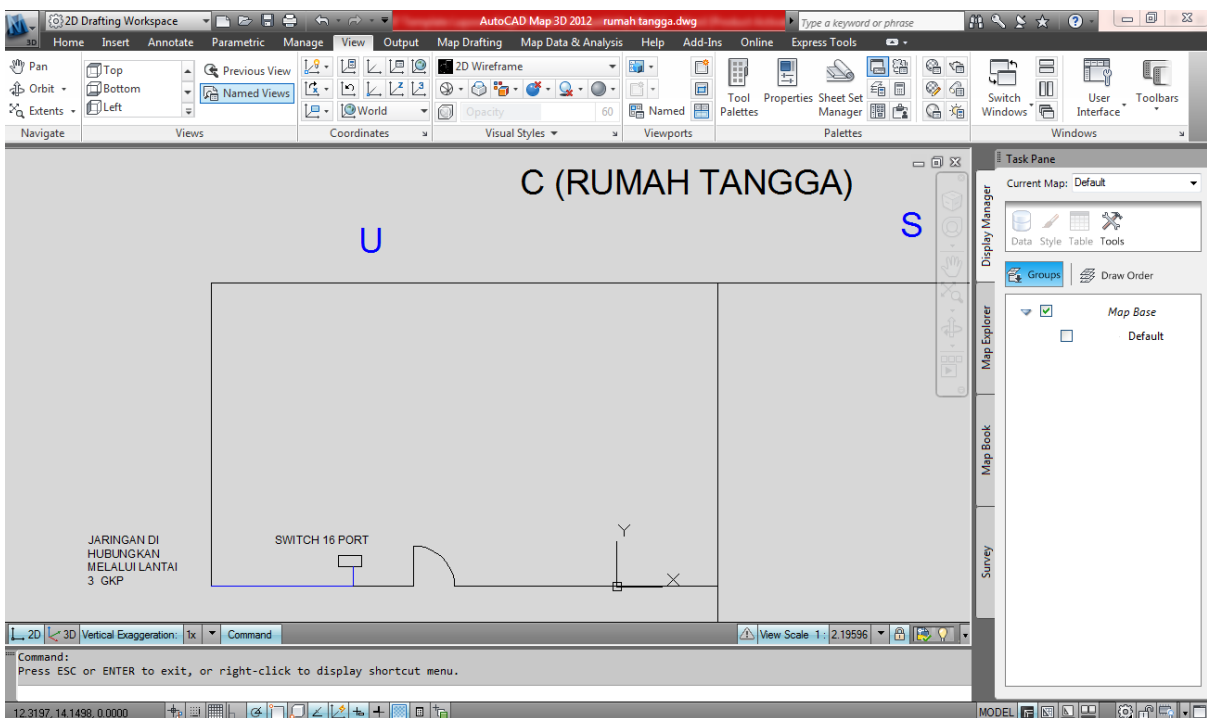 2D Drafting Workspace
AutoCAD Map 3D 2012 rumah tangga.dwg
Type a keyword or phrase
3D
Home Insert Annotate Parametric Manage View Output Map Drafting Map Data & Analysis Help Add-Ins Online Express Tools
Pan
Orbit
Extents
Navigate
Top
Bottom
Left
Previous View
Named Views
Views
World
Coordinates
2D Wireframe
Opacity 60
Visual Styles
Named
Viewports
Tool Palettes
Properties
Sheet Set Manager
Palettes
Switch Windows
User Interface
Toolbars
Windows
C (RUMAH TANGGA)
U
S
JARINGAN DI
HUBUNGKAN
MELALUI LANTAI
3 GKP
SWITCH 16 PORT
Y
X
Task Pane
Current Map: Default
Data Style Table Tools
Groups Draw Order
Map Base
Default
Display Manager
Map Explorer
Map Book
Survey
2D 3D Vertical Exaggeration: 1x Command
View Scale 1 : 2.19596
Command:
Press ESC or ENTER to exit, or right-click to display shortcut menu.
12.3197, 14.1498, 0.0000
MODEL